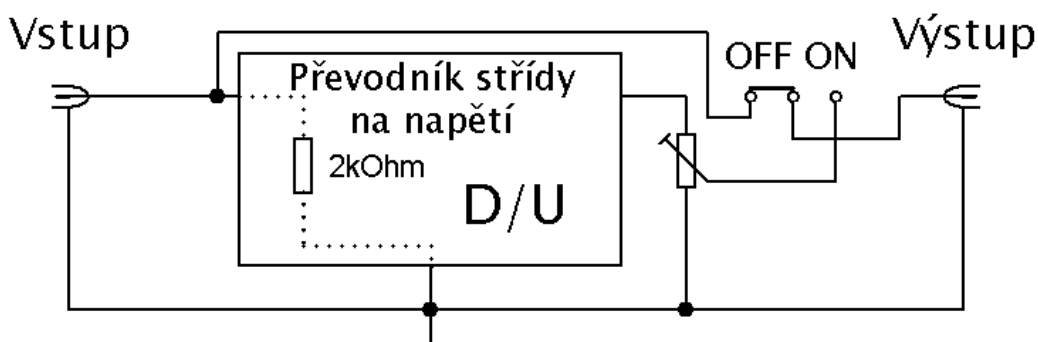 Vstup
Výstup
OFF ON
Převodník střídy
na napětí
2kOhm
D/U